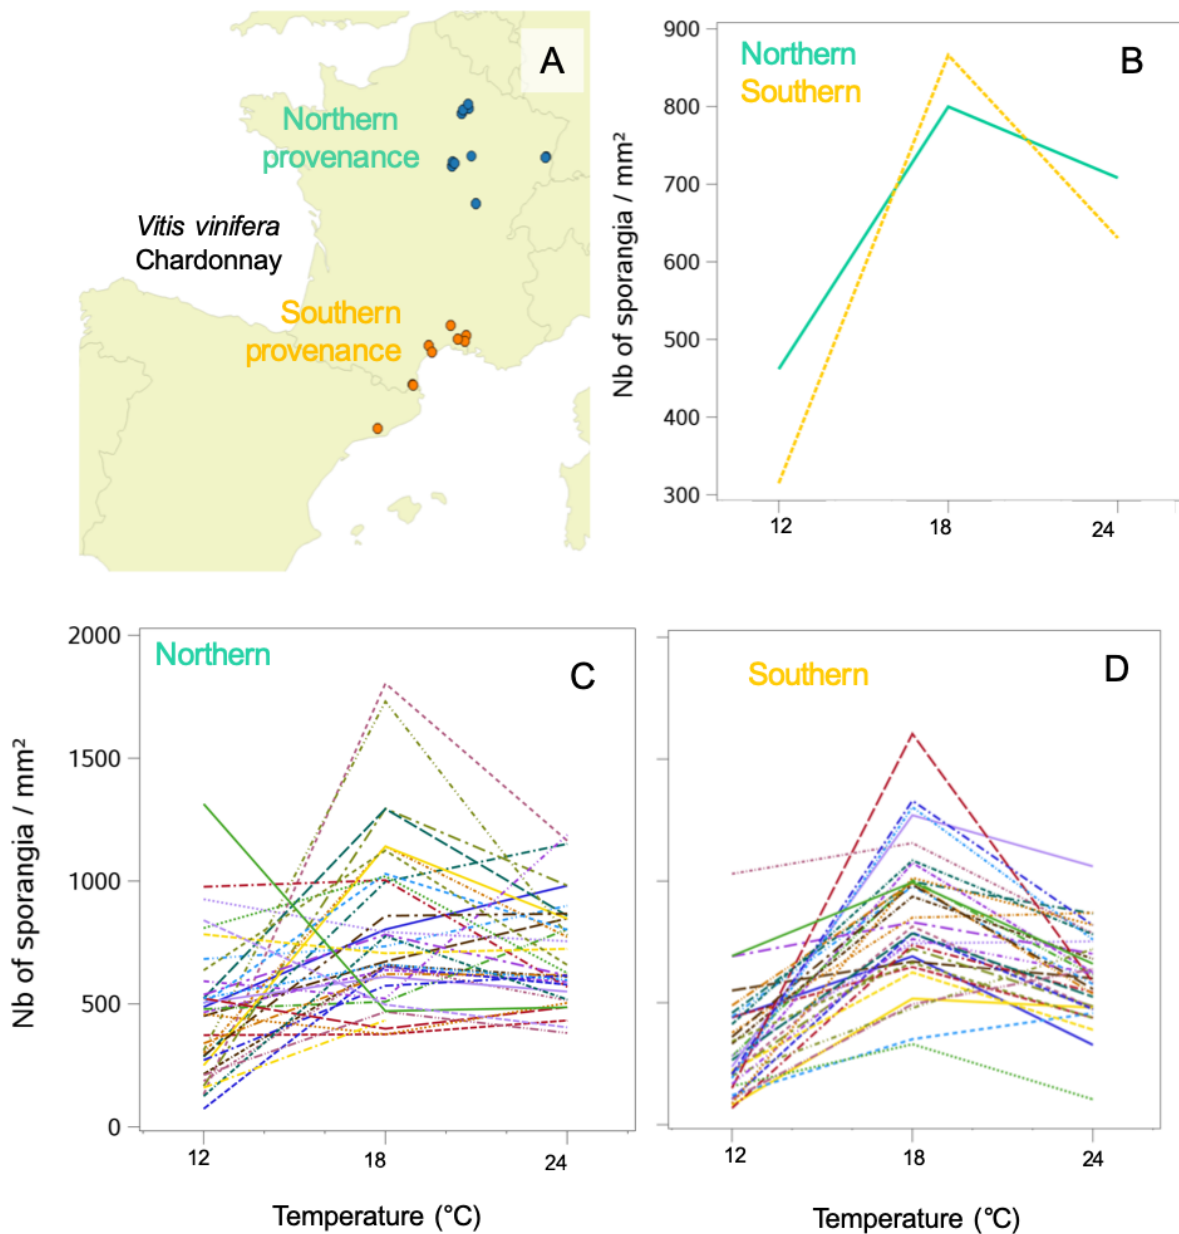 A
Northern
provenance
Vitis vinifera
Chardonnay
Southern
provenance
B
Northern
Southern
Nb of sporangia / mm²
900
800
700
600
500
400
300
12
18
24
C
Northern
Nb of sporangia / mm²
2000
1500
1000
500
0
12
18
24
Temperature (°C)
D
Southern
12
18
24
Temperature (°C)